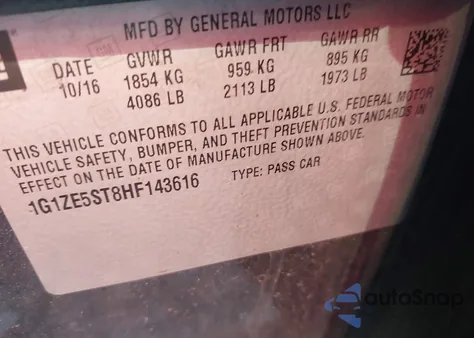 MFD BY GENERAL MOTORS LLC
DATE GVWR GAWR FRT GAWR RR
10/16 1854 KG 959 KG 895 KG
4086 LB 2113 LB 1973 LB
THIS VEHICLE CONFORMS TO ALL APPLICABLE U.S. FEDERAL MOTOR
VEHICLE SAFETY, BUMPER, AND THEFT PREVENTION STANDARDS IN
EFFECT ON THE DATE OF MANUFACTURE SHOWN ABOVE.
1G1ZE5ST8HF143616 TYPE: PASS CAR
autoSnap